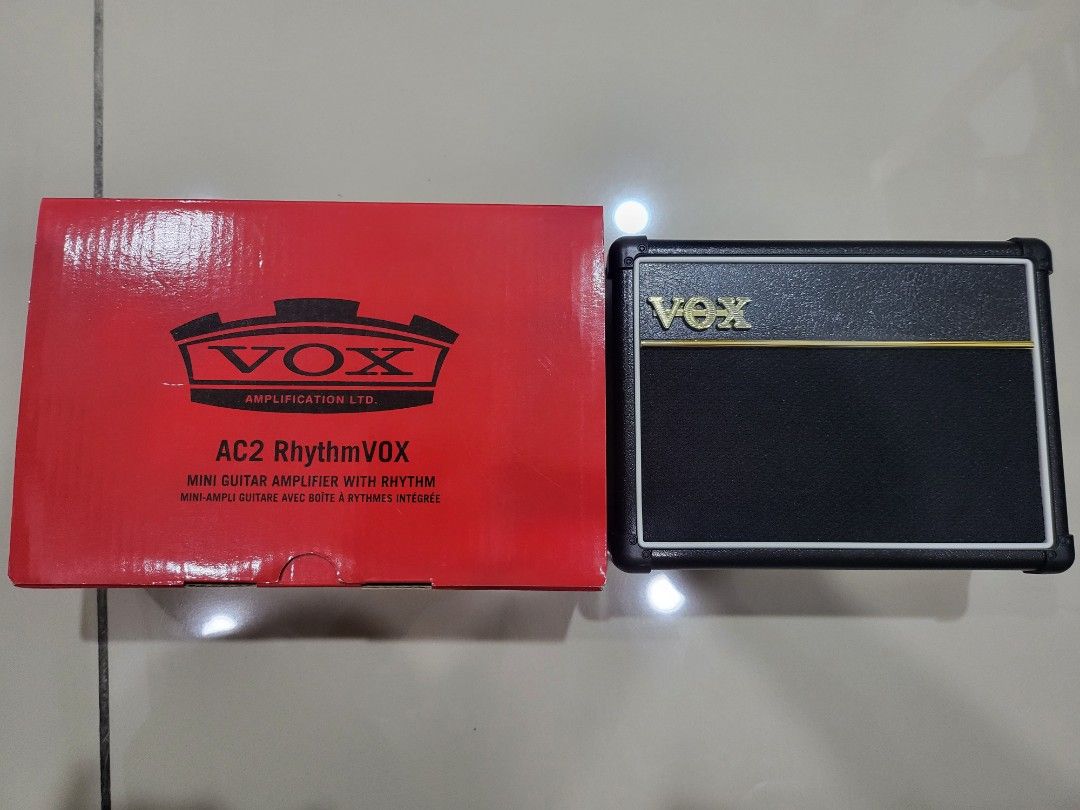 VOX
AMPLIFICATION LTD.
AC2 RhythmVOX
MINI GUITAR AMPLIFIER WITH RHYTHM
MINI-AMPLI GUITARE AVEC BOÎTE À RYTHMES INTÉGRÉE
VOX